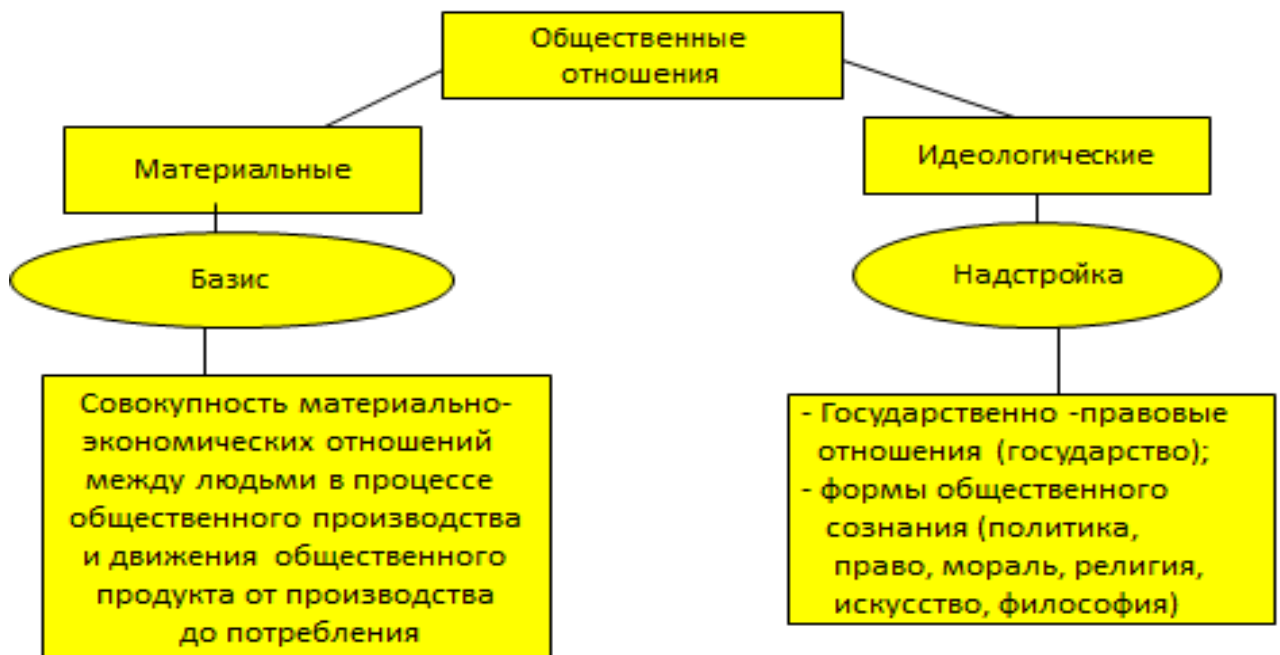 Общественные
отношения
Материальные
Идеологические
Базис
Надстройка
Совокупность материально-
экономических отношений
между людьми в процессе
общественного производства
и движения общественного
продукта от производства
до потребления
- Государственно -правовые
отношения (государство);
- формы общественного
сознания (политика,
право, мораль, религия,
искусство, философия)